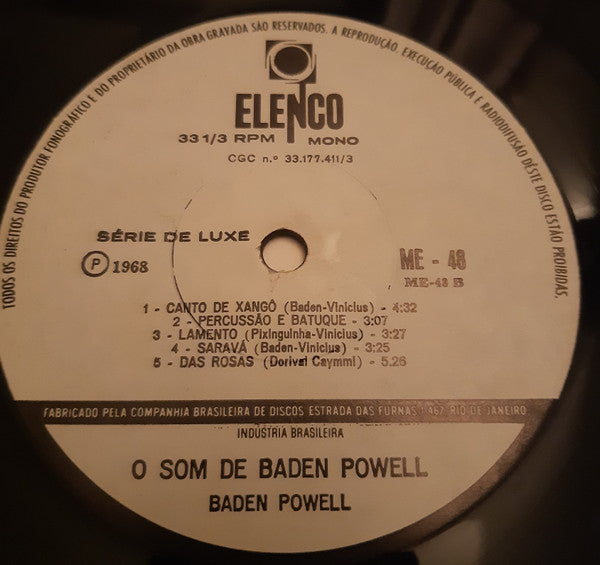 TODOS OS DIREITOS DO PRODUTOR FONOGRÁFICO E DO PROPRIETÁRIO DA OBRA GRAVADA SÃO RESERVADOS. A REPRODUÇÃO, EXECUÇÃO PÚBLICA E RADIODIFUSÃO DÊSTE DISCO ESTÃO PROIBIDAS.
ELENCO
33 1/3 RPM MONO
CGC n.º 33.177.411/3
SÉRIE DE LUXE
ME - 48
Ⓟ 1968
ME-48 B
1 - CANTO DE XANGÔ (Baden-Vinicius) - 4:32
2 - PERCUSSÃO E BATUQUE - 3:07
3 - LAMENTO (Pixinguinha-Vinicius) - 3:27
4 - SARAVÁ (Baden-Vinicius) - 3:25
5 - DAS ROSAS (Dorival Caymmi) - 5.26
FABRICADO PELA COMPANHIA BRASILEIRA DE DISCOS ESTRADA DAS FURNAS 1467-RIO DE JANEIRO
INDÚSTRIA BRASILEIRA
O SOM DE BADEN POWELL
BADEN POWELL